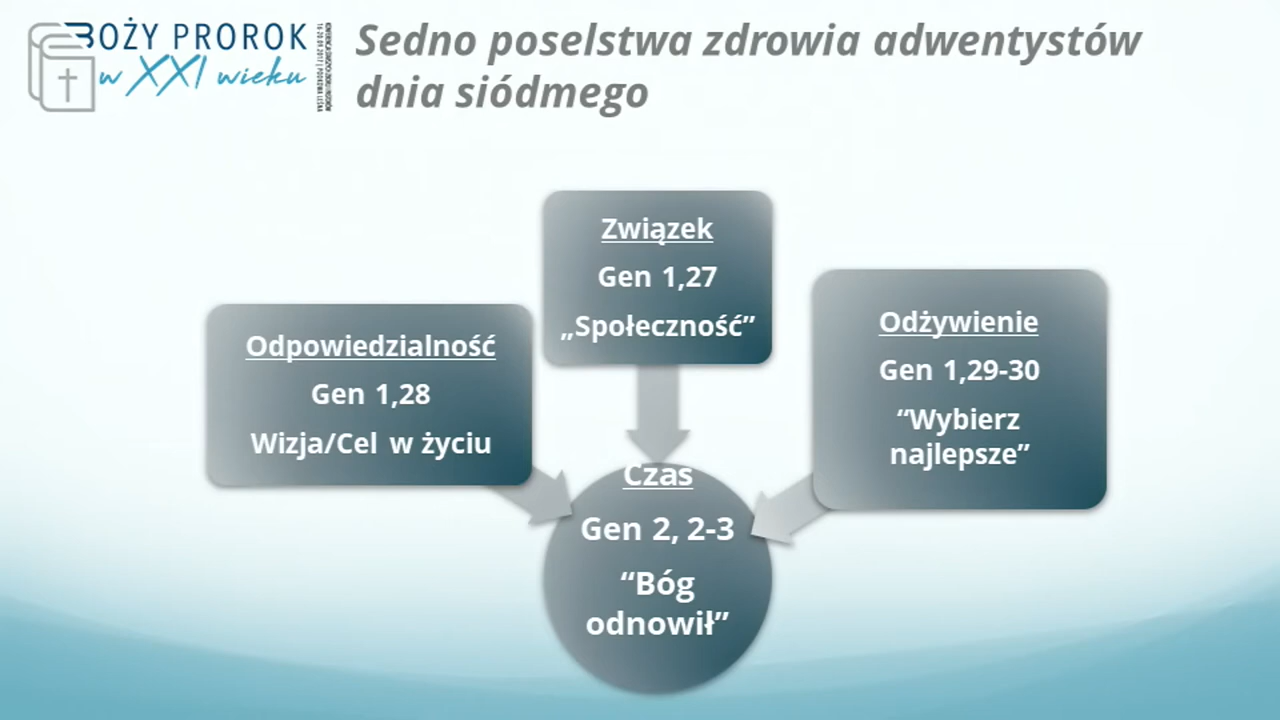 BOŻY PROROK
w XXI wieku
Sedno poselstwa zdrowia adwentystów
dnia siódmego
Związek
Gen 1,27
„Społeczność”
Odpowiedzialność
Gen 1,28
Wizja/Cel w życiu
Odżywienie
Gen 1,29-30
“Wybierz
najlepsze”
Czas
Gen 2, 2-3
“Bóg
odnowił”